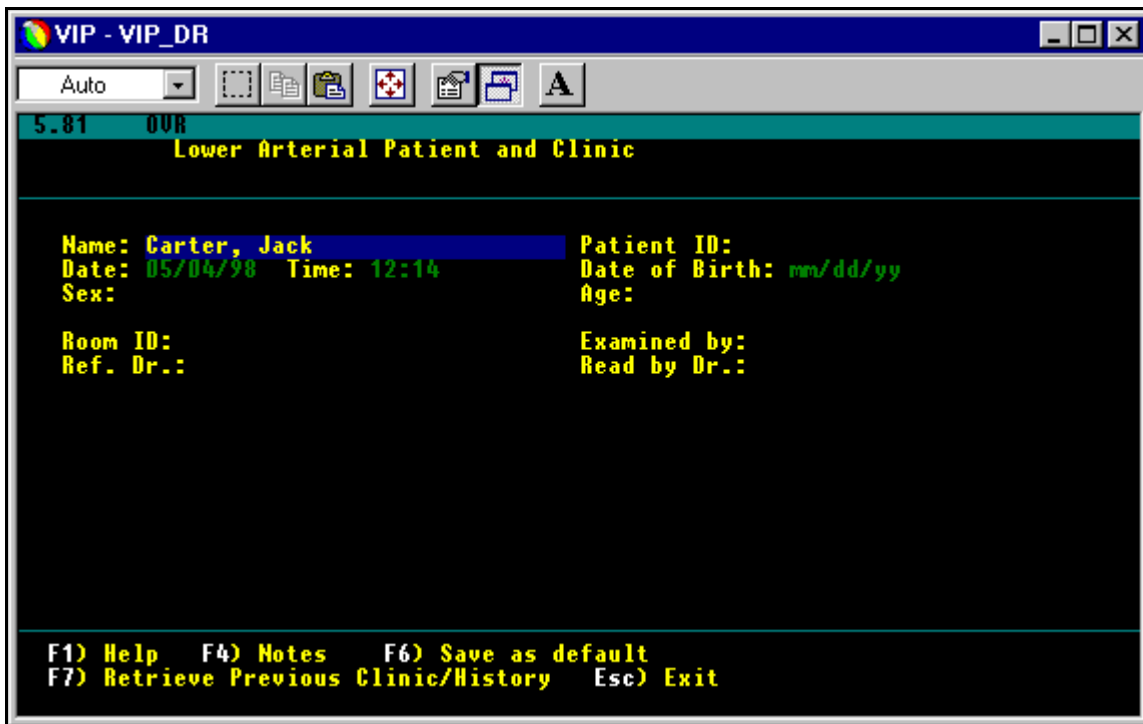 VIP - VIP_DR
Auto A
5.81 OVR
Lower Arterial Patient and Clinic
Name: Carter, Jack Patient ID:
Date: 05/04/98 Time: 12:14 Date of Birth: mm/dd/yy
Sex: Age:
Room ID: Examined by:
Ref. Dr.: Read by Dr.:
F1) Help F4) Notes F6) Save as default
F7) Retrieve Previous Clinic/History Esc) Exit